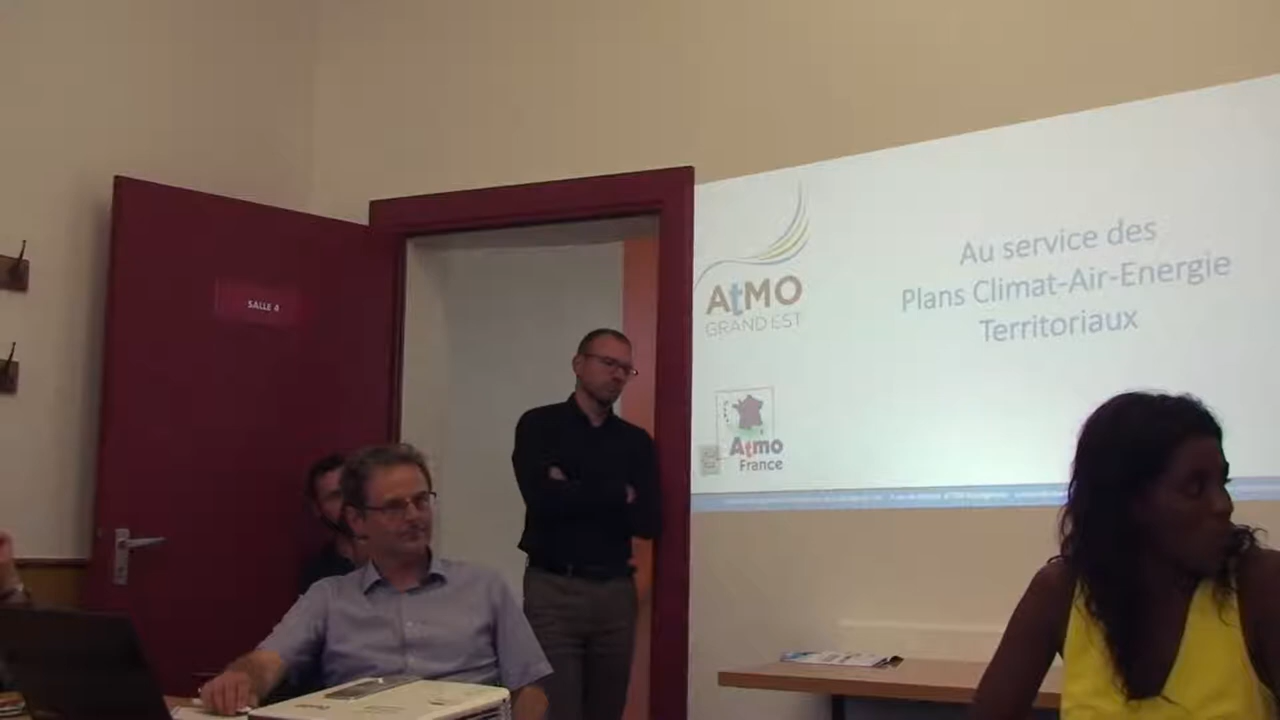 SALLE 4
AtMO
GRAND EST
Au service des
Plans Climat-Air-Energie
Territoriaux
Atmo
France